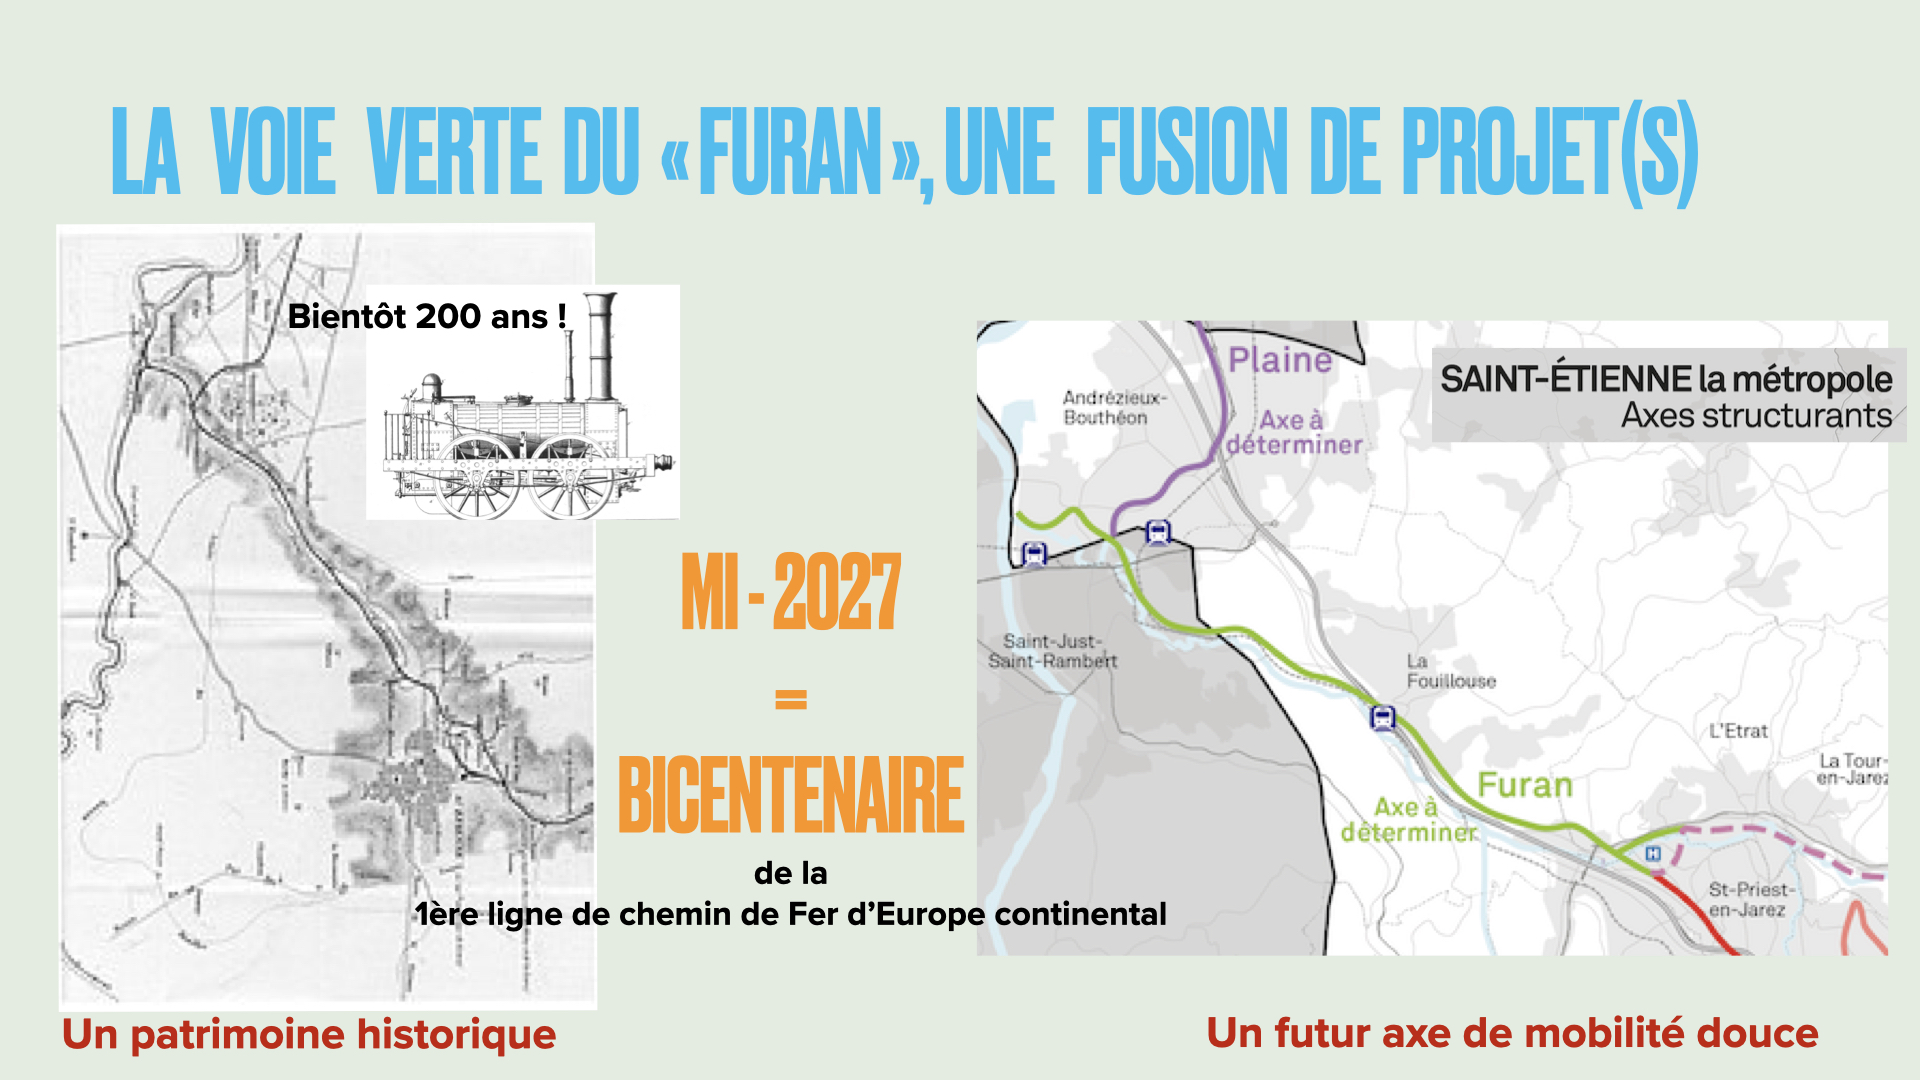 LA VOIE VERTE DU « FURAN », UNE FUSION DE PROJET(S)
Bientôt 200 ans !
MI - 2027
=
BICENTENAIRE
de la
1ère ligne de chemin de Fer d’Europe continental
Un patrimoine historique
SAINT-ÉTIENNE la métropole
Axes structurants
Plaine
Axe à
déterminer
Andrézieux-
Bouthéon
Saint-Just-
Saint-Rambert
La
Fouillouse
L'Etrat
La Tour-
en-Jarez
Furan
Axe à
déterminer
H
St-Priest-
en-Jarez
Un futur axe de mobilité douce